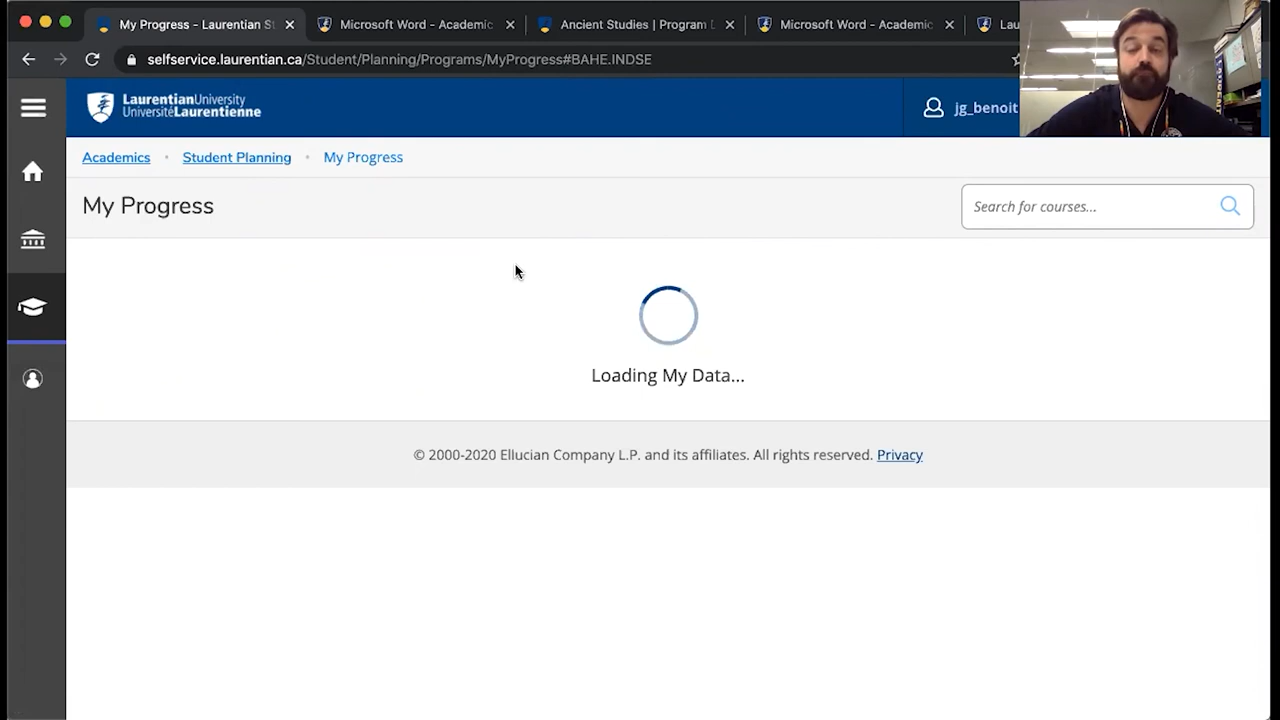 My Progress - Laurentian St
Microsoft Word - Academic
Ancient Studies | Program
Microsoft Word - Academic
Lau
selfservice.laurentian.ca/Student/Planning/Programs/MyProgress#BAHE.INDSE
LaurentianUniversity
UniversitéLaurentienne
jg_benoit
Academics • Student Planning • My Progress
My Progress
Search for courses...
Loading My Data...
© 2000-2020 Ellucian Company L.P. and its affiliates. All rights reserved. Privacy